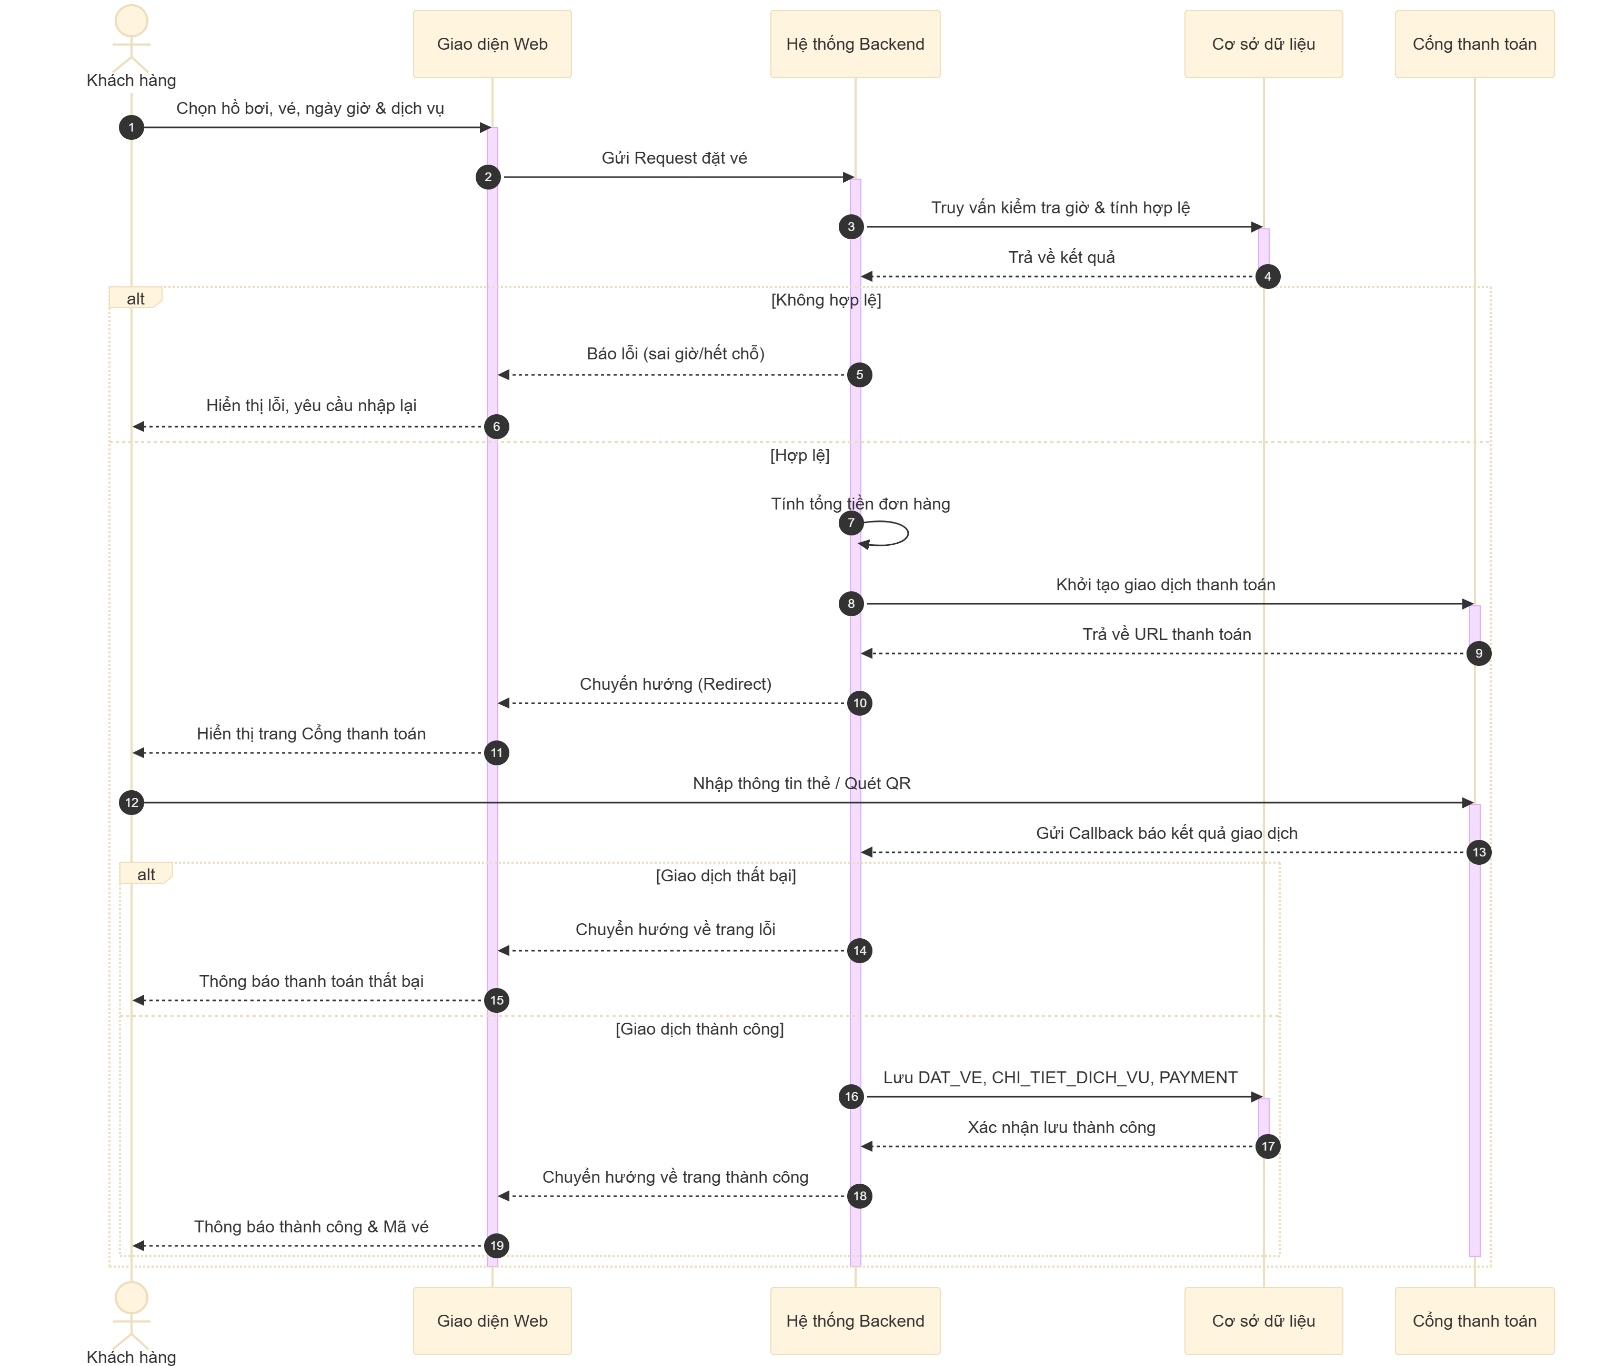 Khách hàng
Giao diện Web
Hệ thống Backend
Cơ sở dữ liệu
Cổng thanh toán
Chọn hồ bơi, vé, ngày giờ & dịch vụ
1
Gửi Request đặt vé
2
Truy vấn kiểm tra giờ & tính hợp lệ
3
Trả về kết quả
4
alt
[Không hợp lệ]
Báo lỗi (sai giờ/hết chỗ)
5
Hiển thị lỗi, yêu cầu nhập lại
6
[Hợp lệ]
Tính tổng tiền đơn hàng
7
Khởi tạo giao dịch thanh toán
8
Trả về URL thanh toán
9
Chuyển hướng (Redirect)
10
Hiển thị trang Cổng thanh toán
11
Nhập thông tin thẻ / Quét QR
12
Gửi Callback báo kết quả giao dịch
13
alt
[Giao dịch thất bại]
Chuyển hướng về trang lỗi
14
Thông báo thanh toán thất bại
15
[Giao dịch thành công]
Lưu DAT_VE, CHI_TIET_DICH_VU, PAYMENT
16
Xác nhận lưu thành công
17
Chuyển hướng về trang thành công
18
Thông báo thành công & Mã vé
19
Khách hàng
Giao diện Web
Hệ thống Backend
Cơ sở dữ liệu
Cổng thanh toán